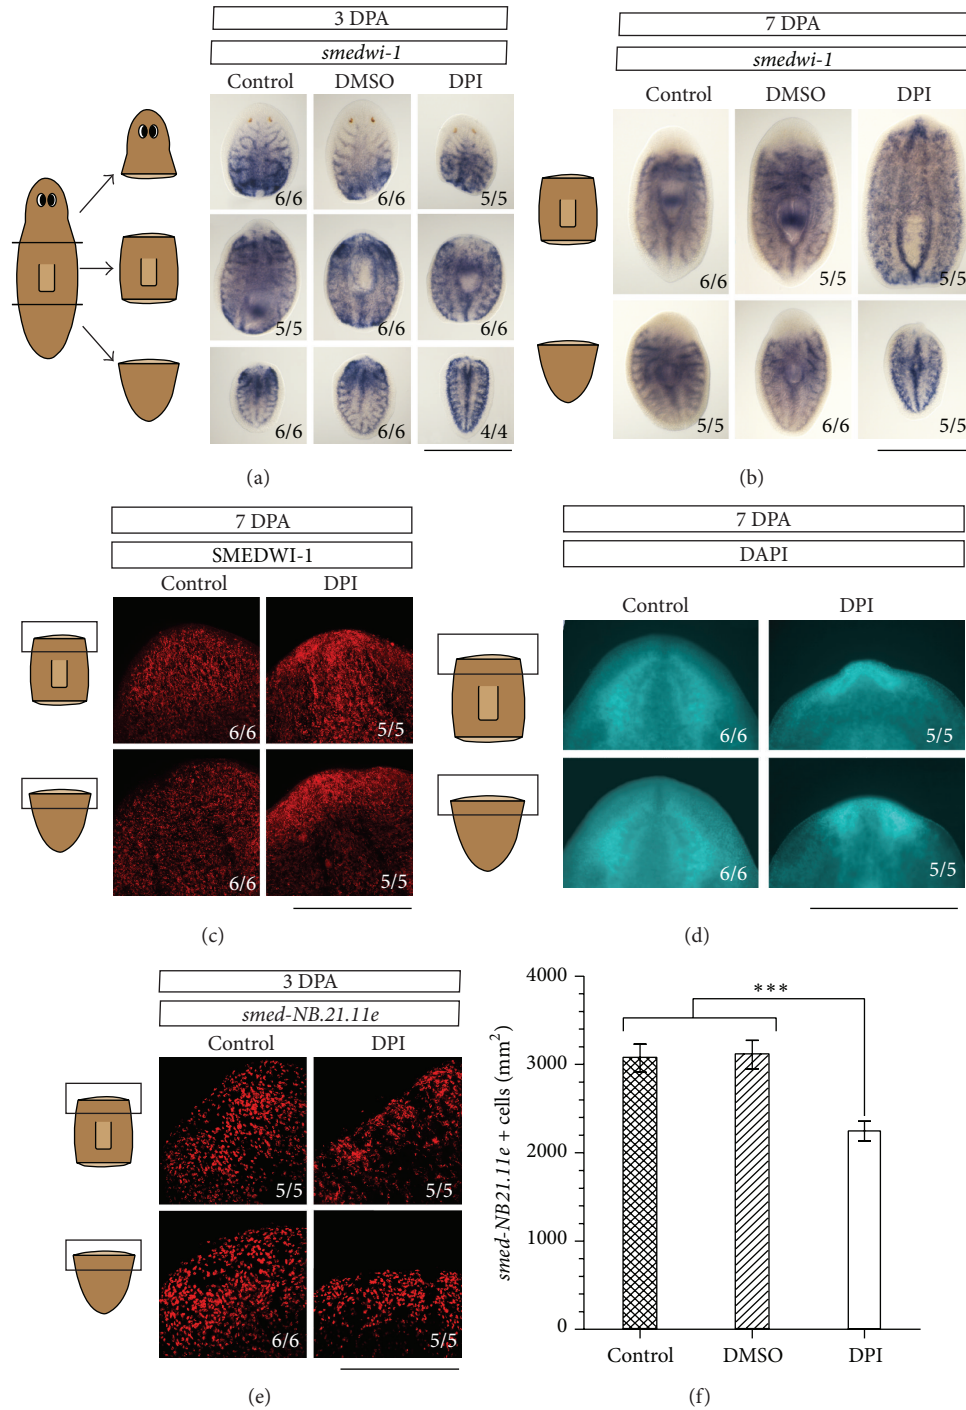 3 DPA
smedwi-1
Control DMSO DPI
6/6 6/6 5/5
5/5 6/6 6/6
6/6 6/6 4/4
(a)
7 DPA
smedwi-1
Control DMSO DPI
6/6 5/5 5/5
5/5 6/6 5/5
(b)
7 DPA
SMEDWI-1
Control DPI
6/6 5/5
6/6 5/5
(c)
7 DPA
DAPI
Control DPI
6/6 5/5
6/6 5/5
(d)
3 DPA
smed-NB.21.11e
Control DPI
5/5 5/5
6/6 5/5
(e)
smed-NB21.11e + cells (mm²)
4000
3000
2000
1000
0
***
Control DMSO DPI
(f)